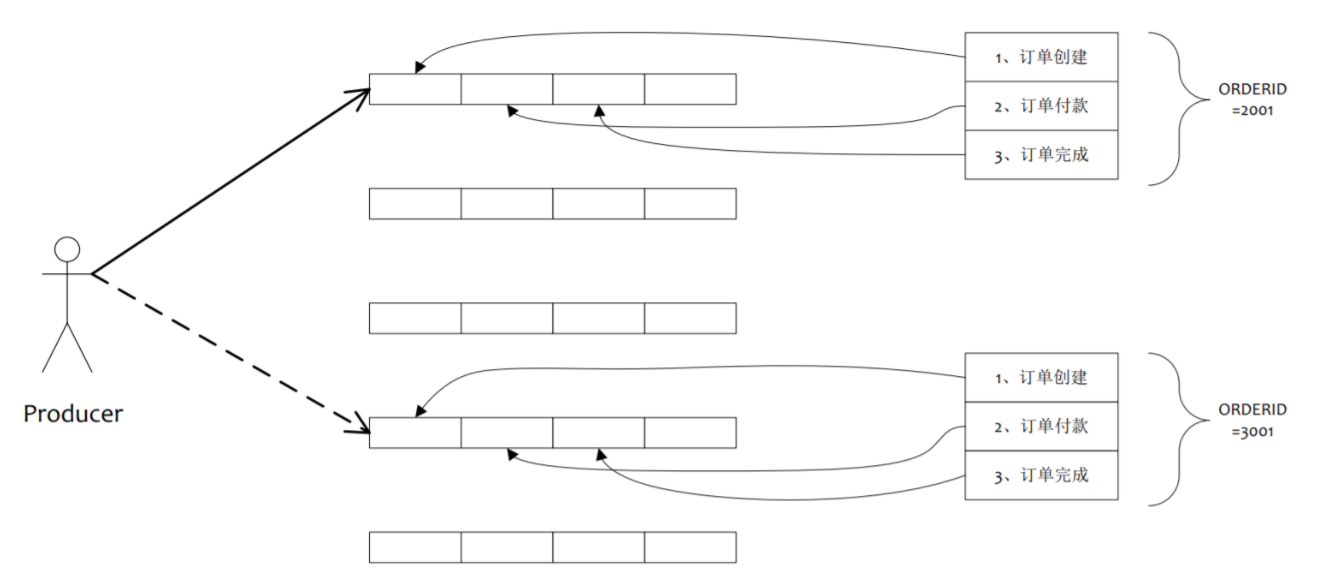 1、订单创建
2、订单付款
3、订单完成
ORDERID
=2001
Producer
1、订单创建
2、订单付款
3、订单完成
ORDERID
=3001